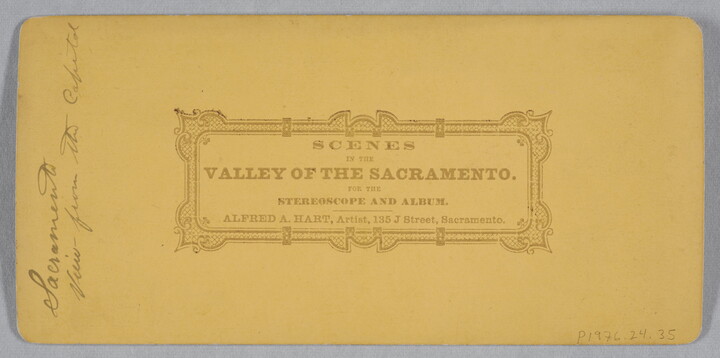 Sacramento
View from the Capitol
SCENES
IN THE
VALLEY OF THE SACRAMENTO.
FOR THE
STEREOSCOPE AND ALBUM.
ALFRED A. HART, Artist, 135 J Street, Sacramento.
P1976.24.35